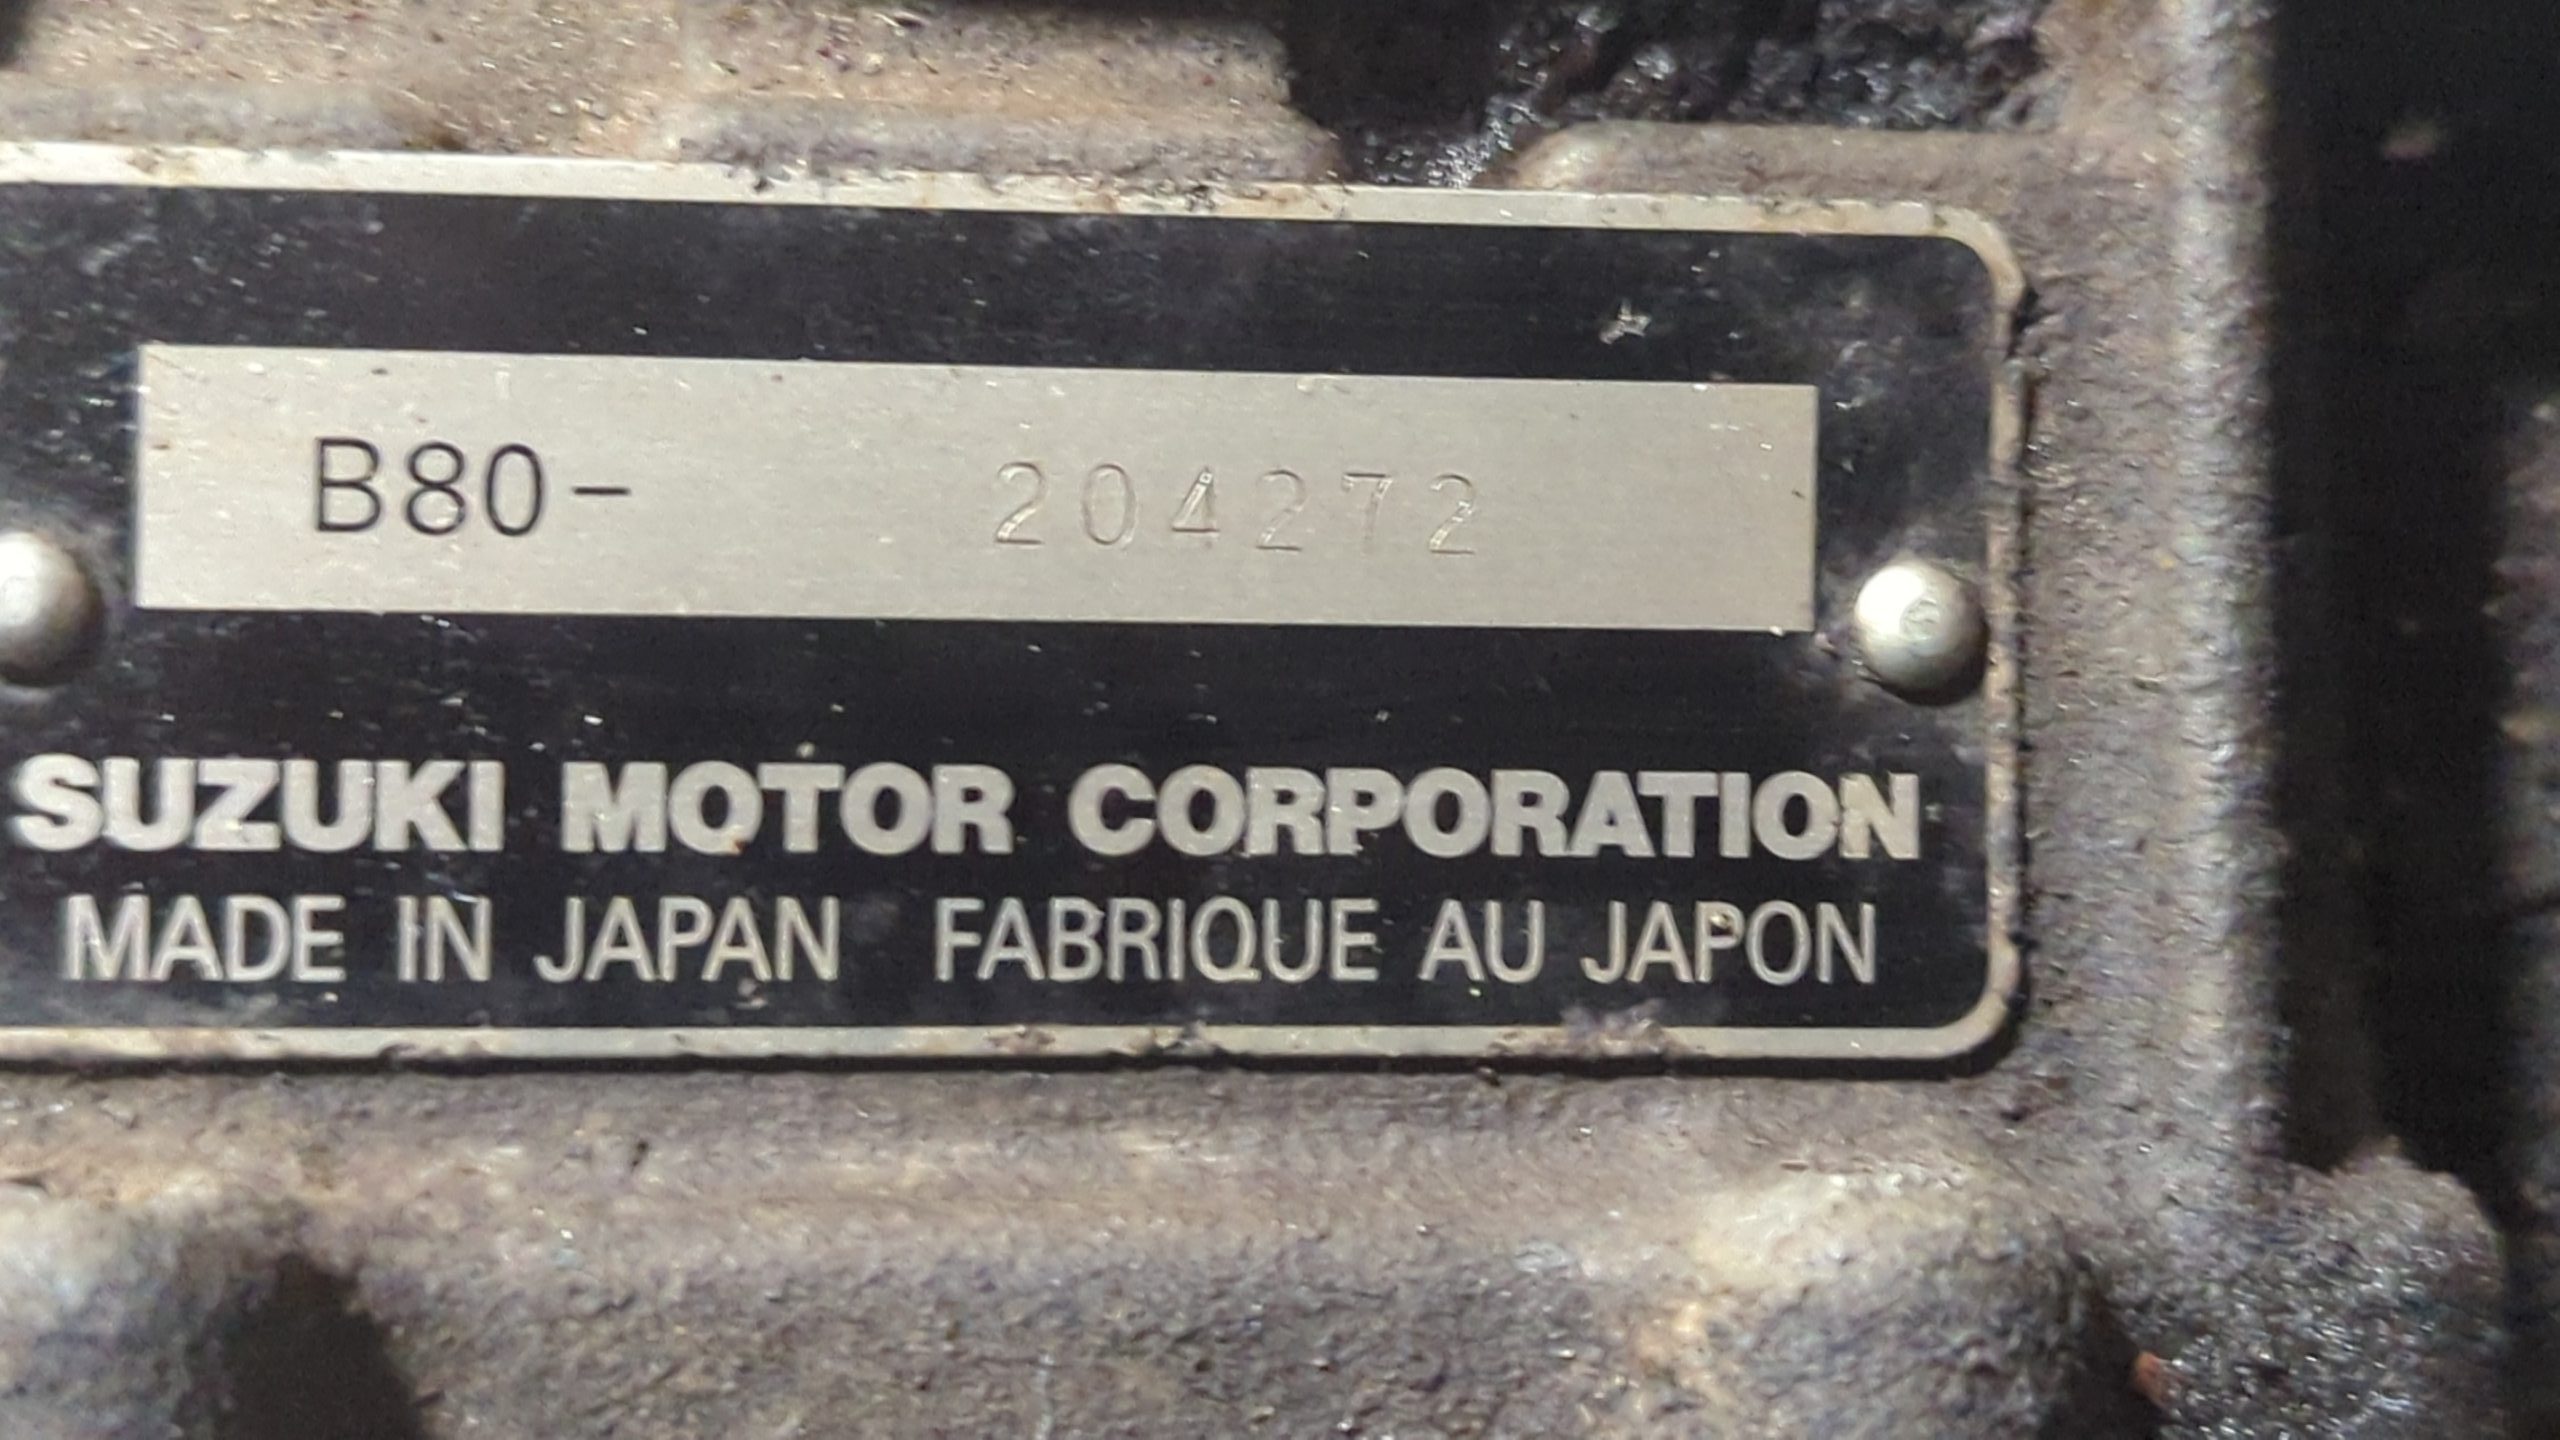 B80- 204272
SUZUKI MOTOR CORPORATION
MADE IN JAPAN FABRIQUE AU JAPON